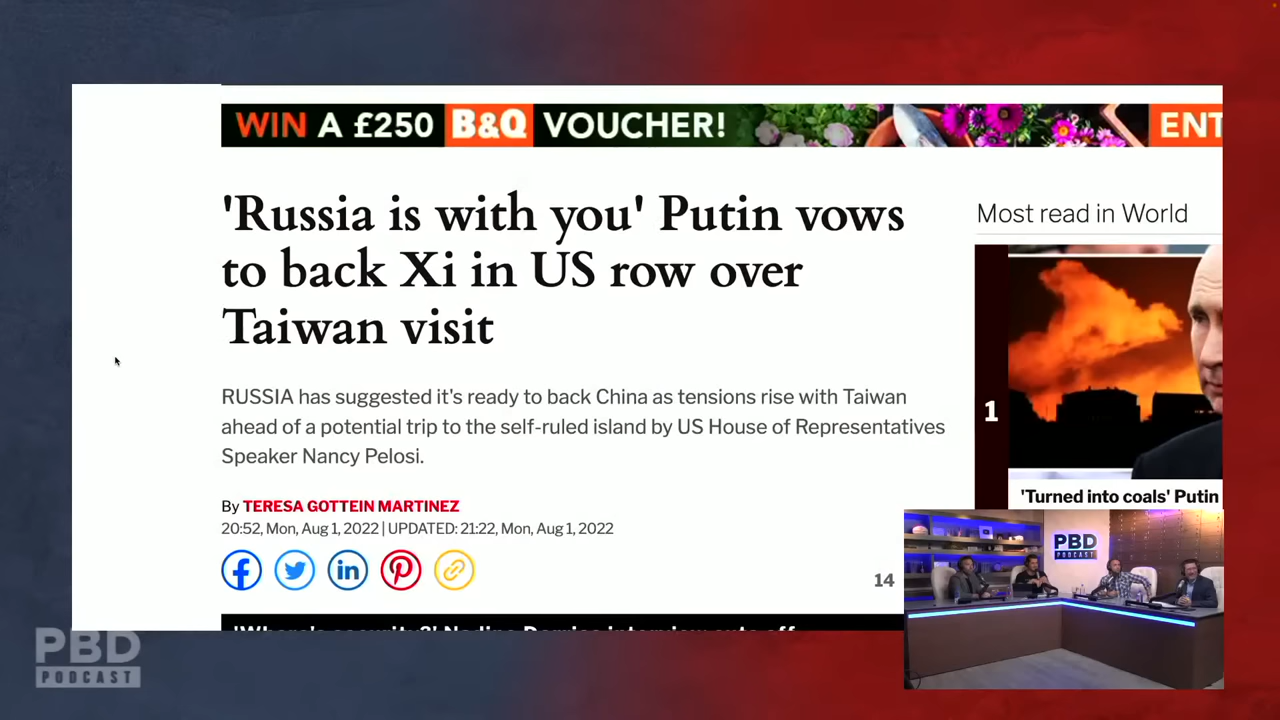 WIN A £250 B&Q VOUCHER! ENT
'Russia is with you' Putin vows
to back Xi in US row over
Taiwan visit
RUSSIA has suggested it's ready to back China as tensions rise with Taiwan
ahead of a potential trip to the self-ruled island by US House of Representatives
Speaker Nancy Pelosi.
By TERESA GOTTEIN MARTINEZ
20:52, Mon, Aug 1, 2022 | UPDATED: 21:22, Mon, Aug 1, 2022
14
Most read in World
1
'Turned into coals' Putin
PBD
PODCAST
PBD
PODCAST